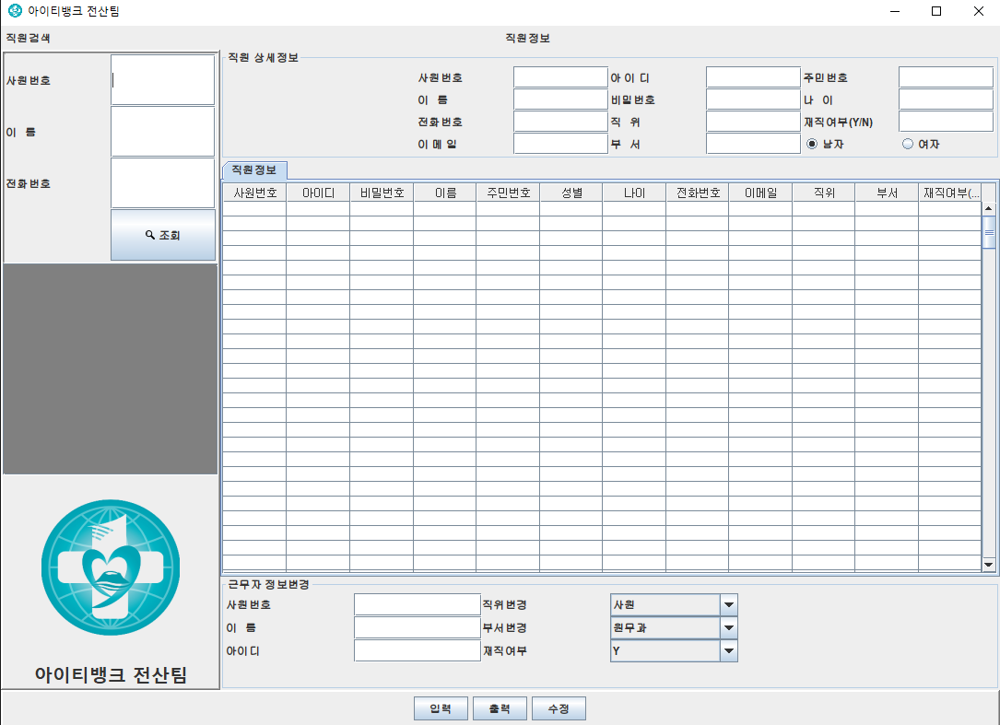 아이티뱅크 전산팀
직원검색
직원정보
사원번호
이 름
전화번호
조회
직원 상세정보
사원번호 아 이 디 주민번호
이 름 비밀번호 나 이
전화번호 직 위 재직여부(Y/N)
이 메 일 부 서 남자 여자
직원정보
사원번호 아이디 비밀번호 이름 주민번호 성별 나이 전화번호 이메일 직위 부서 재직여부(...
근무자 정보변경
사원번호 직위변경 사원
이 름 부서변경 원무과
아이디 재직여부 Y
아이티뱅크 전산팀
입력 출력 수정